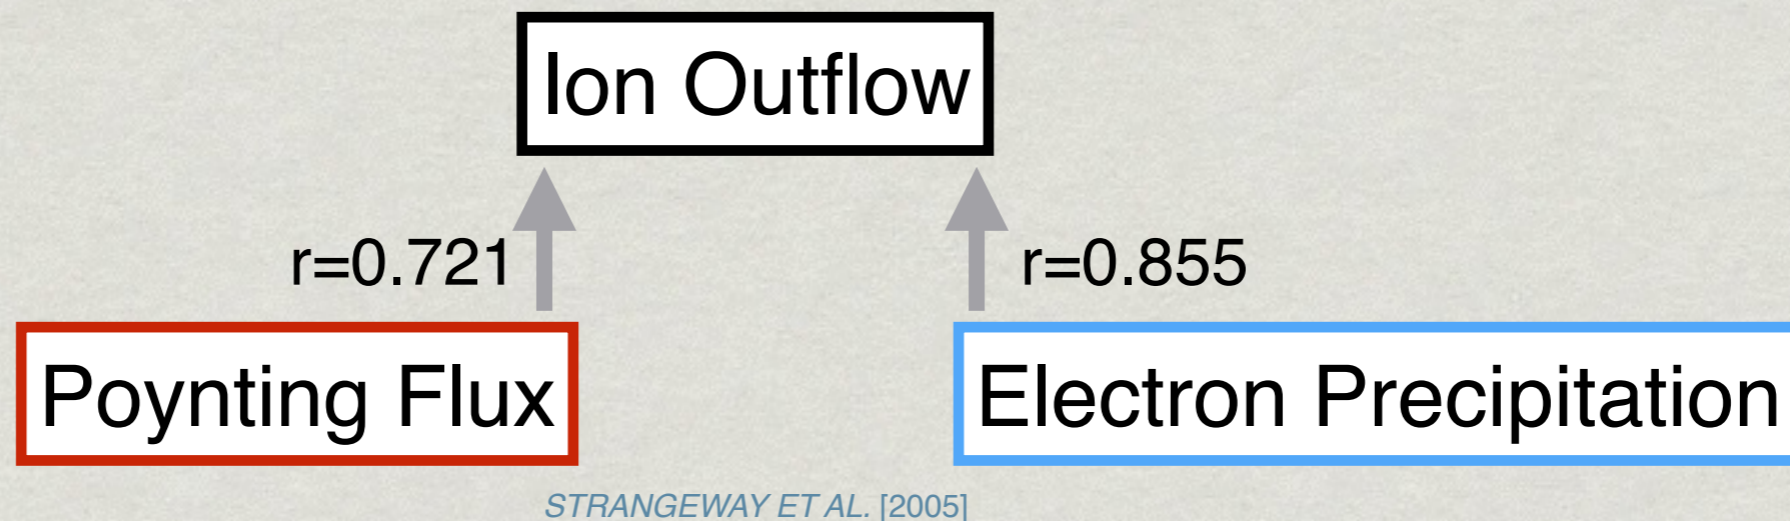 Ion Outflow
r=0.721
r=0.855
Poynting Flux
Electron Precipitation
STRANGEWAY ET AL. [2005]